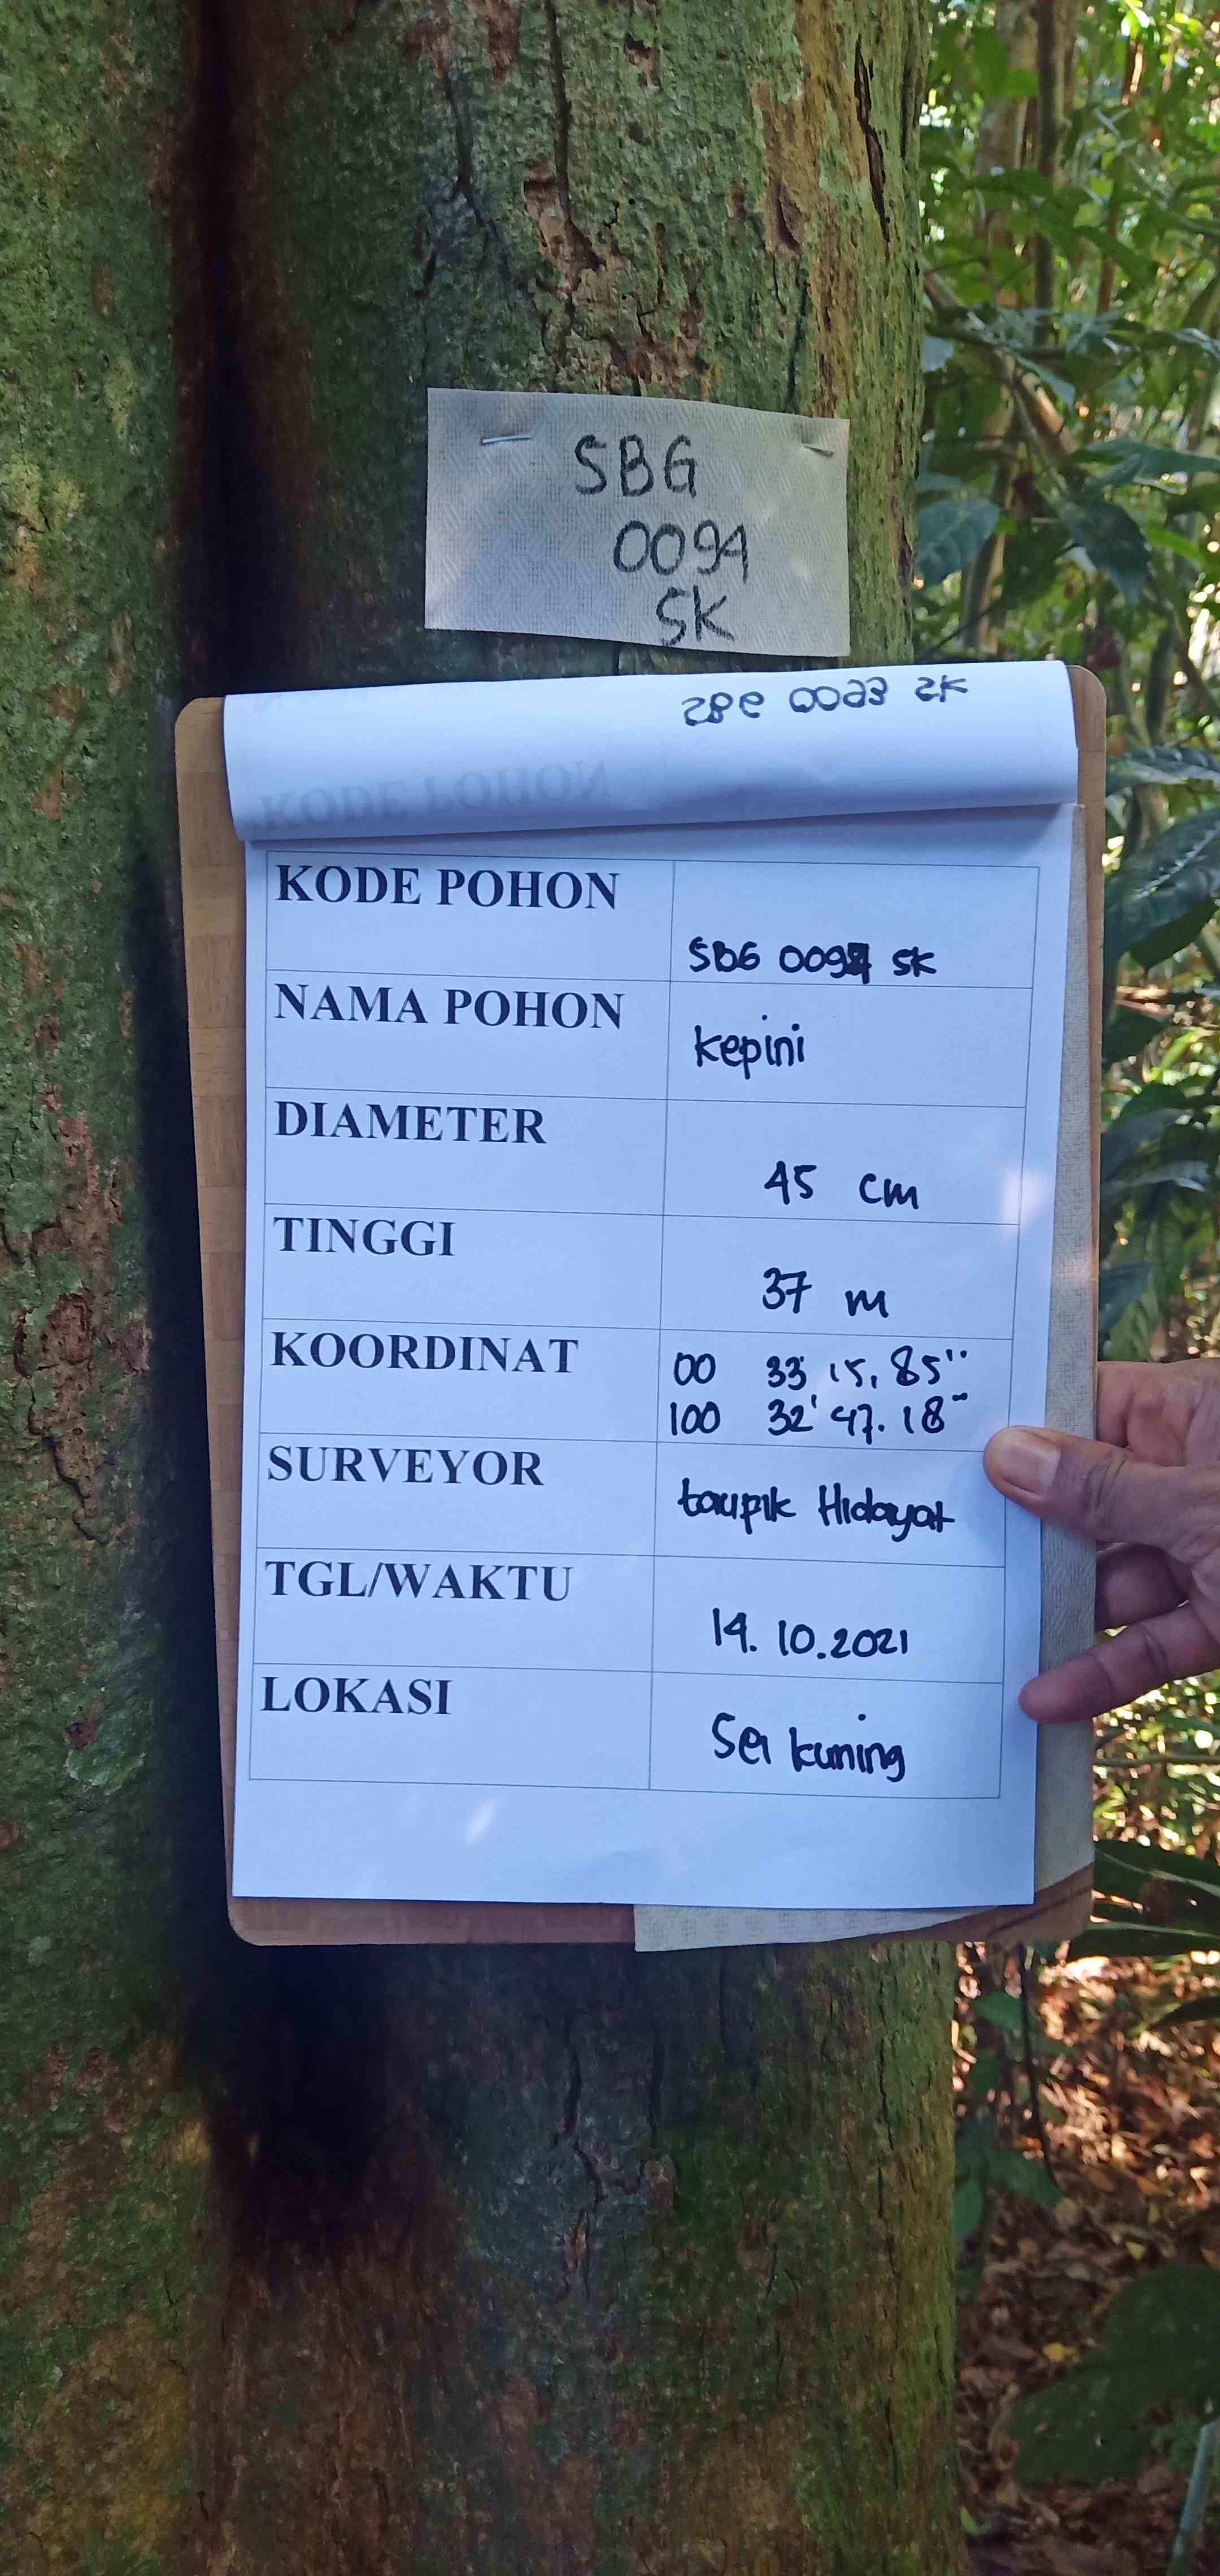 SBG
0094
SK
SBG 0093 SK
KODE POHON
KODE POHON
SBG 0094 SK
NAMA POHON
kepini
DIAMETER
45 cm
TINGGI
37 m
KOORDINAT
00 33' 15,85"
100 32' 47.18"
SURVEYOR
taupik Hidayat
TGL/WAKTU
14.10.2021
LOKASI
Sei kuning